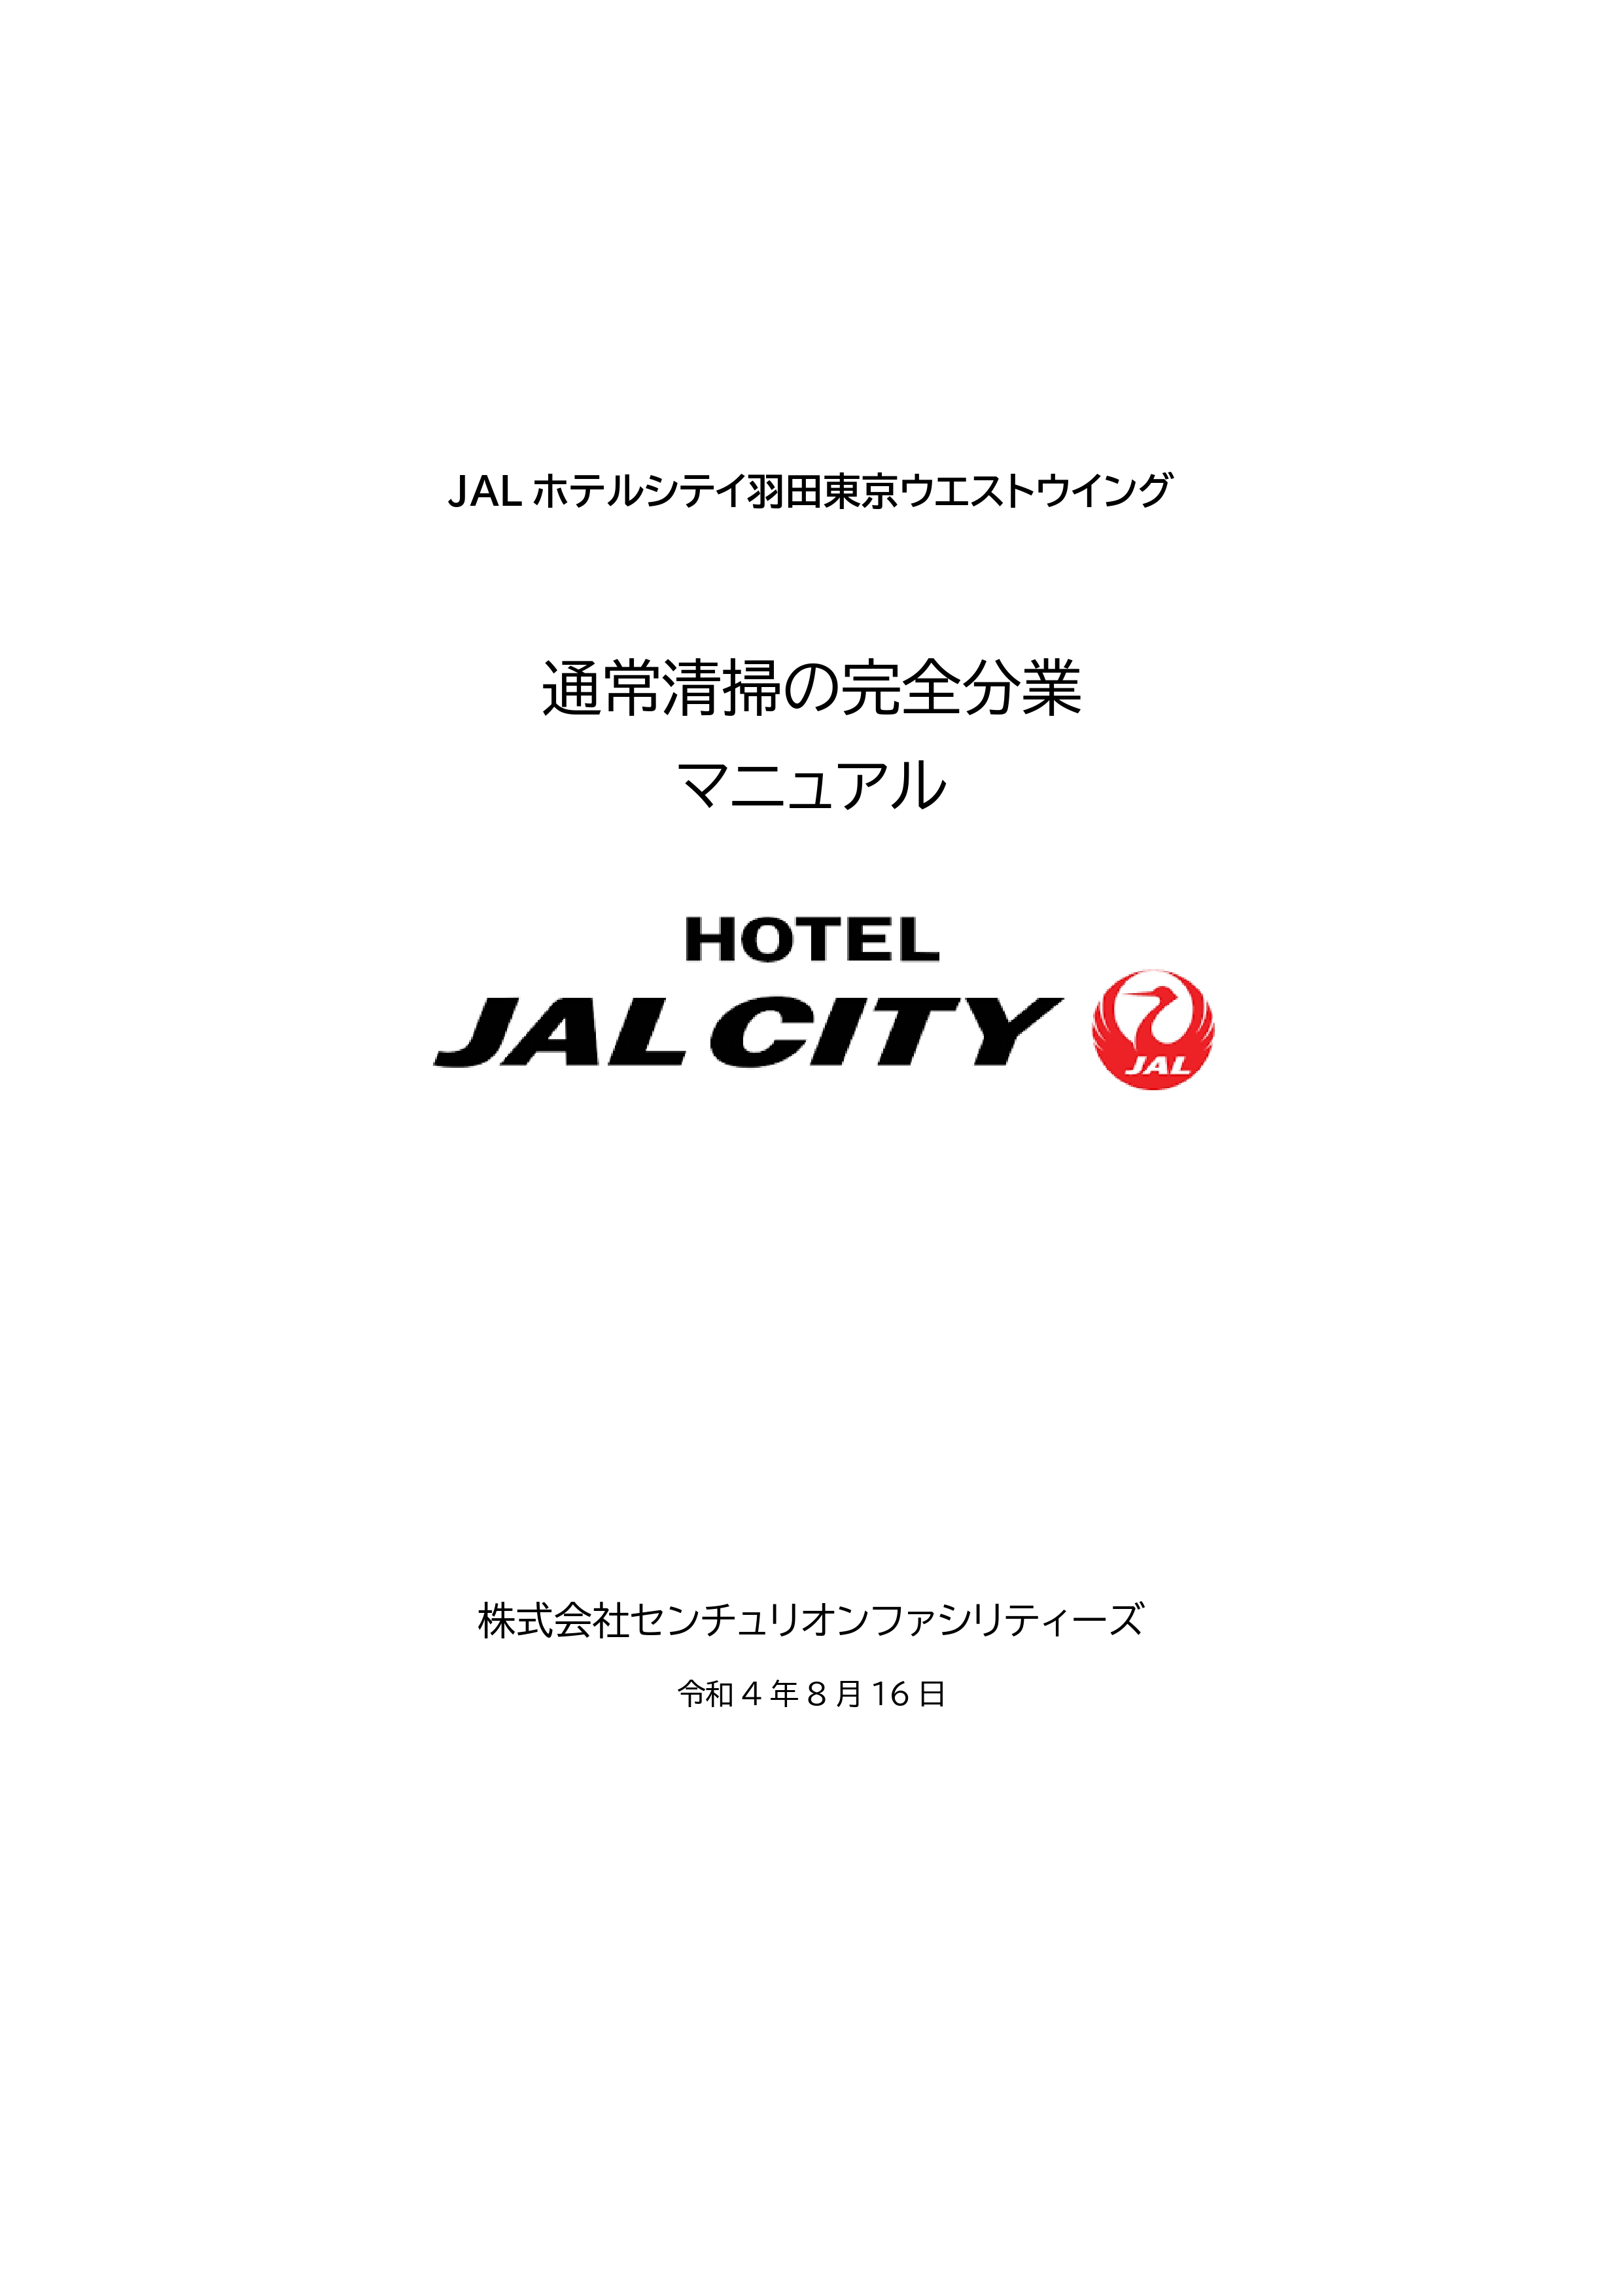 JAL ホテルシテイ羽田東京ウエストウイング
通常清掃の完全分業
マニュアル
HOTEL
JAL CITY
JAL
株式会社センチュリオンファシリティーズ
令和 4 年 8 月 16 日